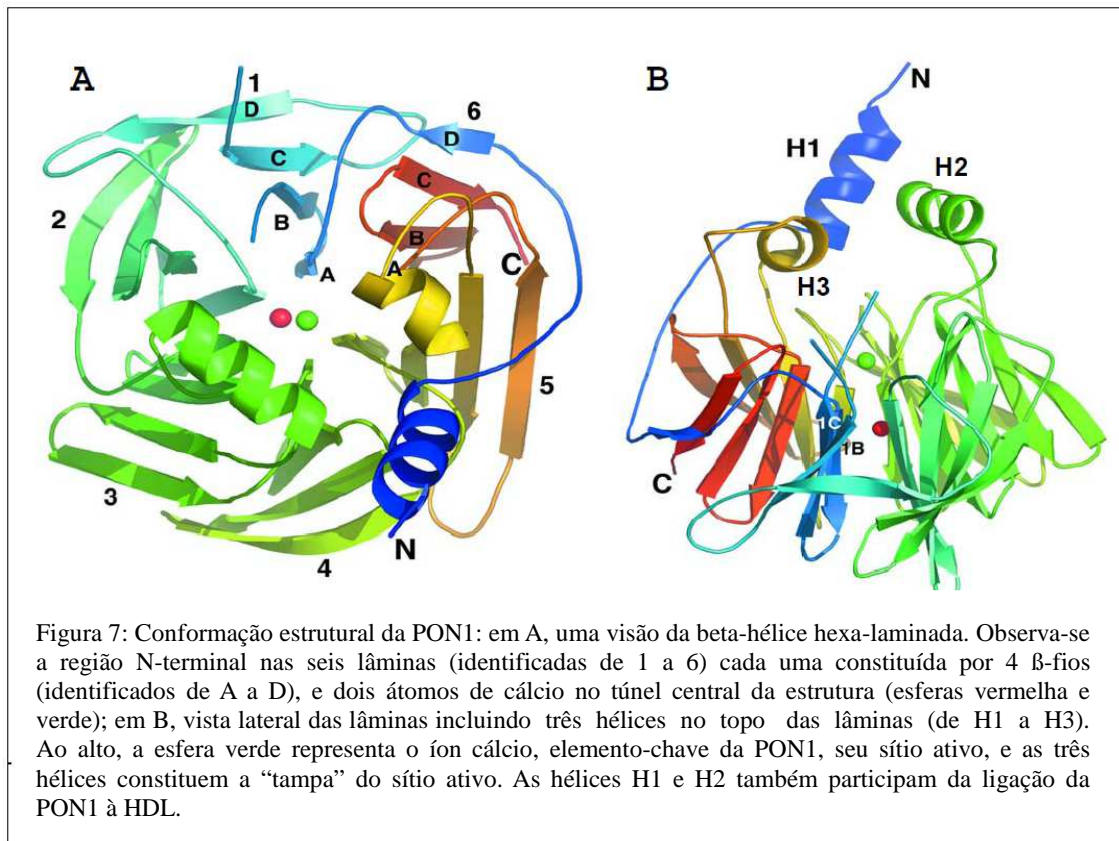 A
1
D
6
D
C
C
2
B
B
A
A
C
5
3
N
4
B
N
H1
H2
H3
1C
1B
C
Figura 7: Conformação estrutural da PON1: em A, uma visão da beta-hélice hexa-laminada. Observa-se
a região N-terminal nas seis lâminas (identificadas de 1 a 6) cada uma constituída por 4 ß-fios
(identificados de A a D), e dois átomos de cálcio no túnel central da estrutura (esferas vermelha e
verde); em B, vista lateral das lâminas incluindo três hélices no topo das lâminas (de H1 a H3).
Ao alto, a esfera verde representa o íon cálcio, elemento-chave da PON1, seu sítio ativo, e as três
hélices constituem a “tampa” do sítio ativo. As hélices H1 e H2 também participam da ligação da
PON1 à HDL.